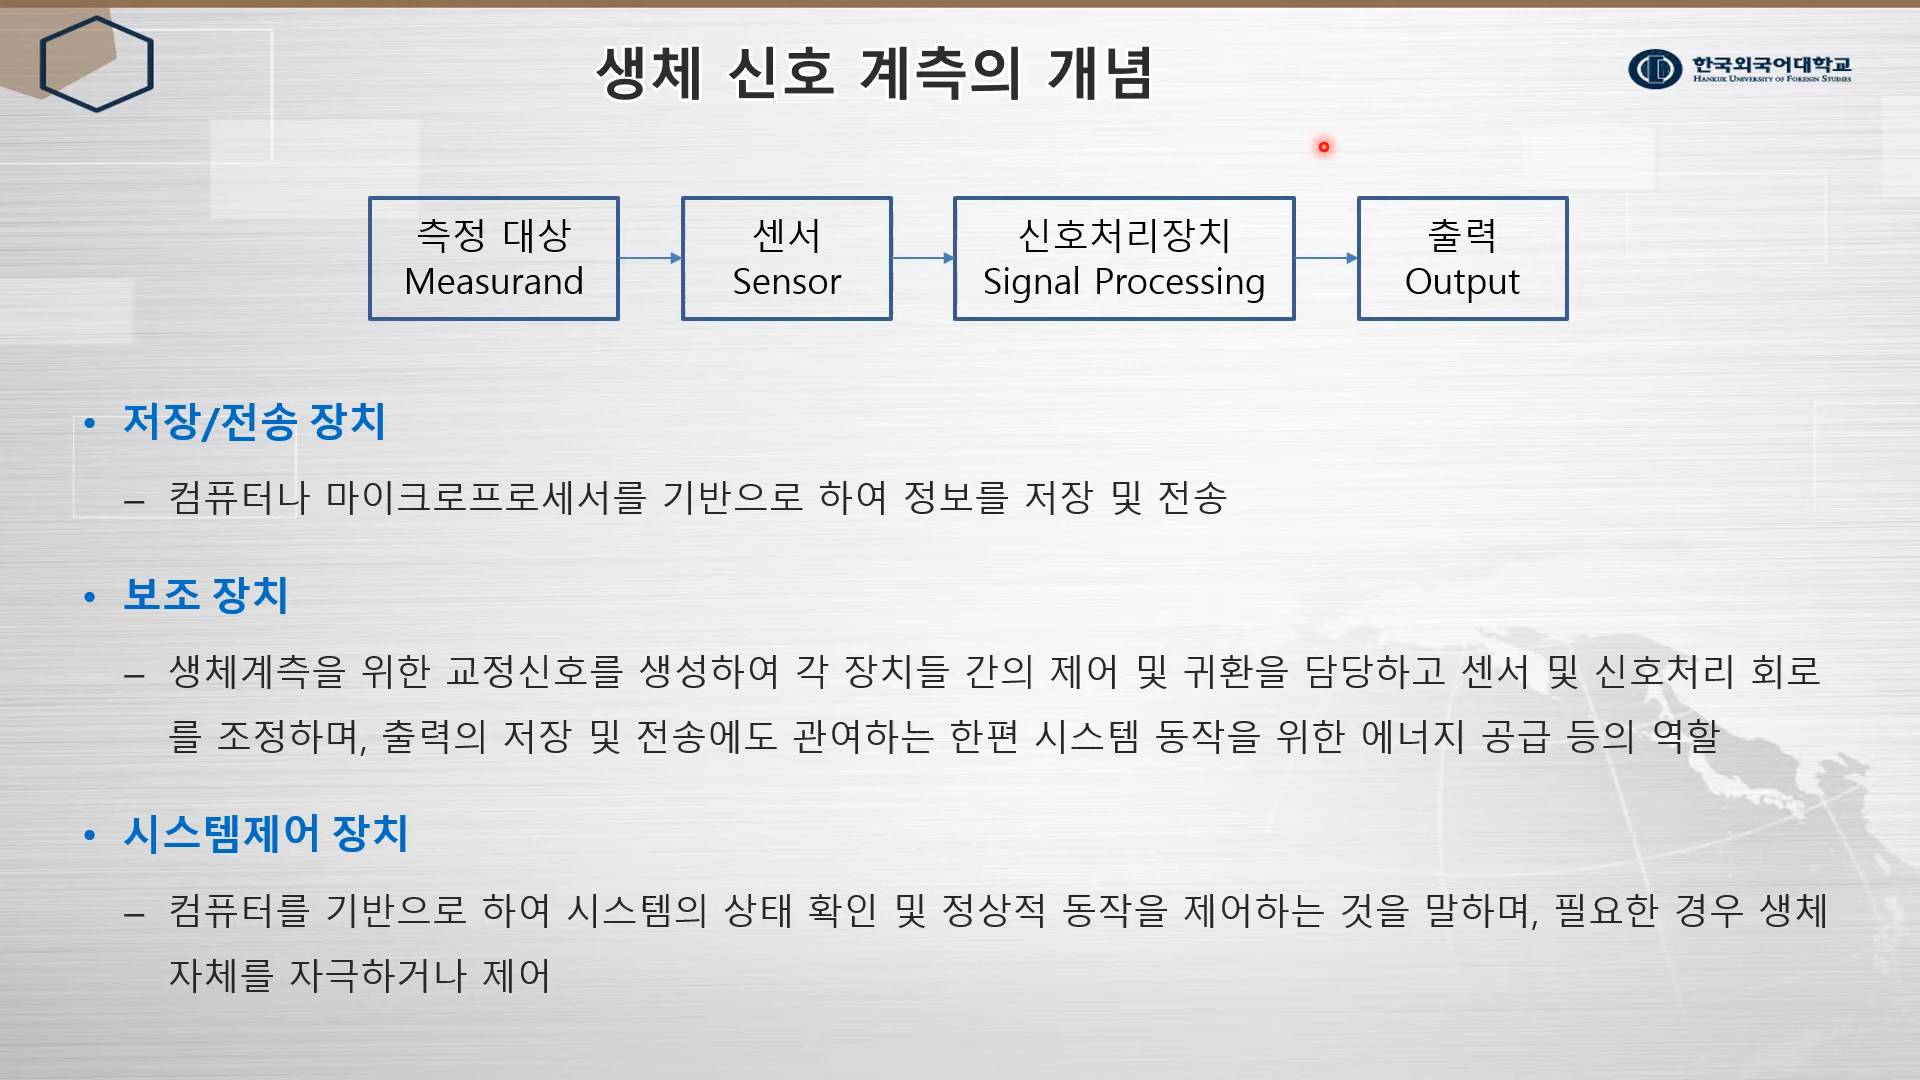 생체 신호 계측의 개념
한국외국어대학교
HANKUK UNIVERSITY OF FOREIGN STUDIES
측정 대상
Measurand
센서
Sensor
신호처리장치
Signal Processing
출력
Output
• 저장/전송 장치
– 컴퓨터나 마이크로프로세서를 기반으로 하여 정보를 저장 및 전송
• 보조 장치
– 생체계측을 위한 교정신호를 생성하여 각 장치들 간의 제어 및 귀환을 담당하고 센서 및 신호처리 회로
를 조정하며, 출력의 저장 및 전송에도 관여하는 한편 시스템 동작을 위한 에너지 공급 등의 역할
• 시스템제어 장치
– 컴퓨터를 기반으로 하여 시스템의 상태 확인 및 정상적 동작을 제어하는 것을 말하며, 필요한 경우 생체
자체를 자극하거나 제어